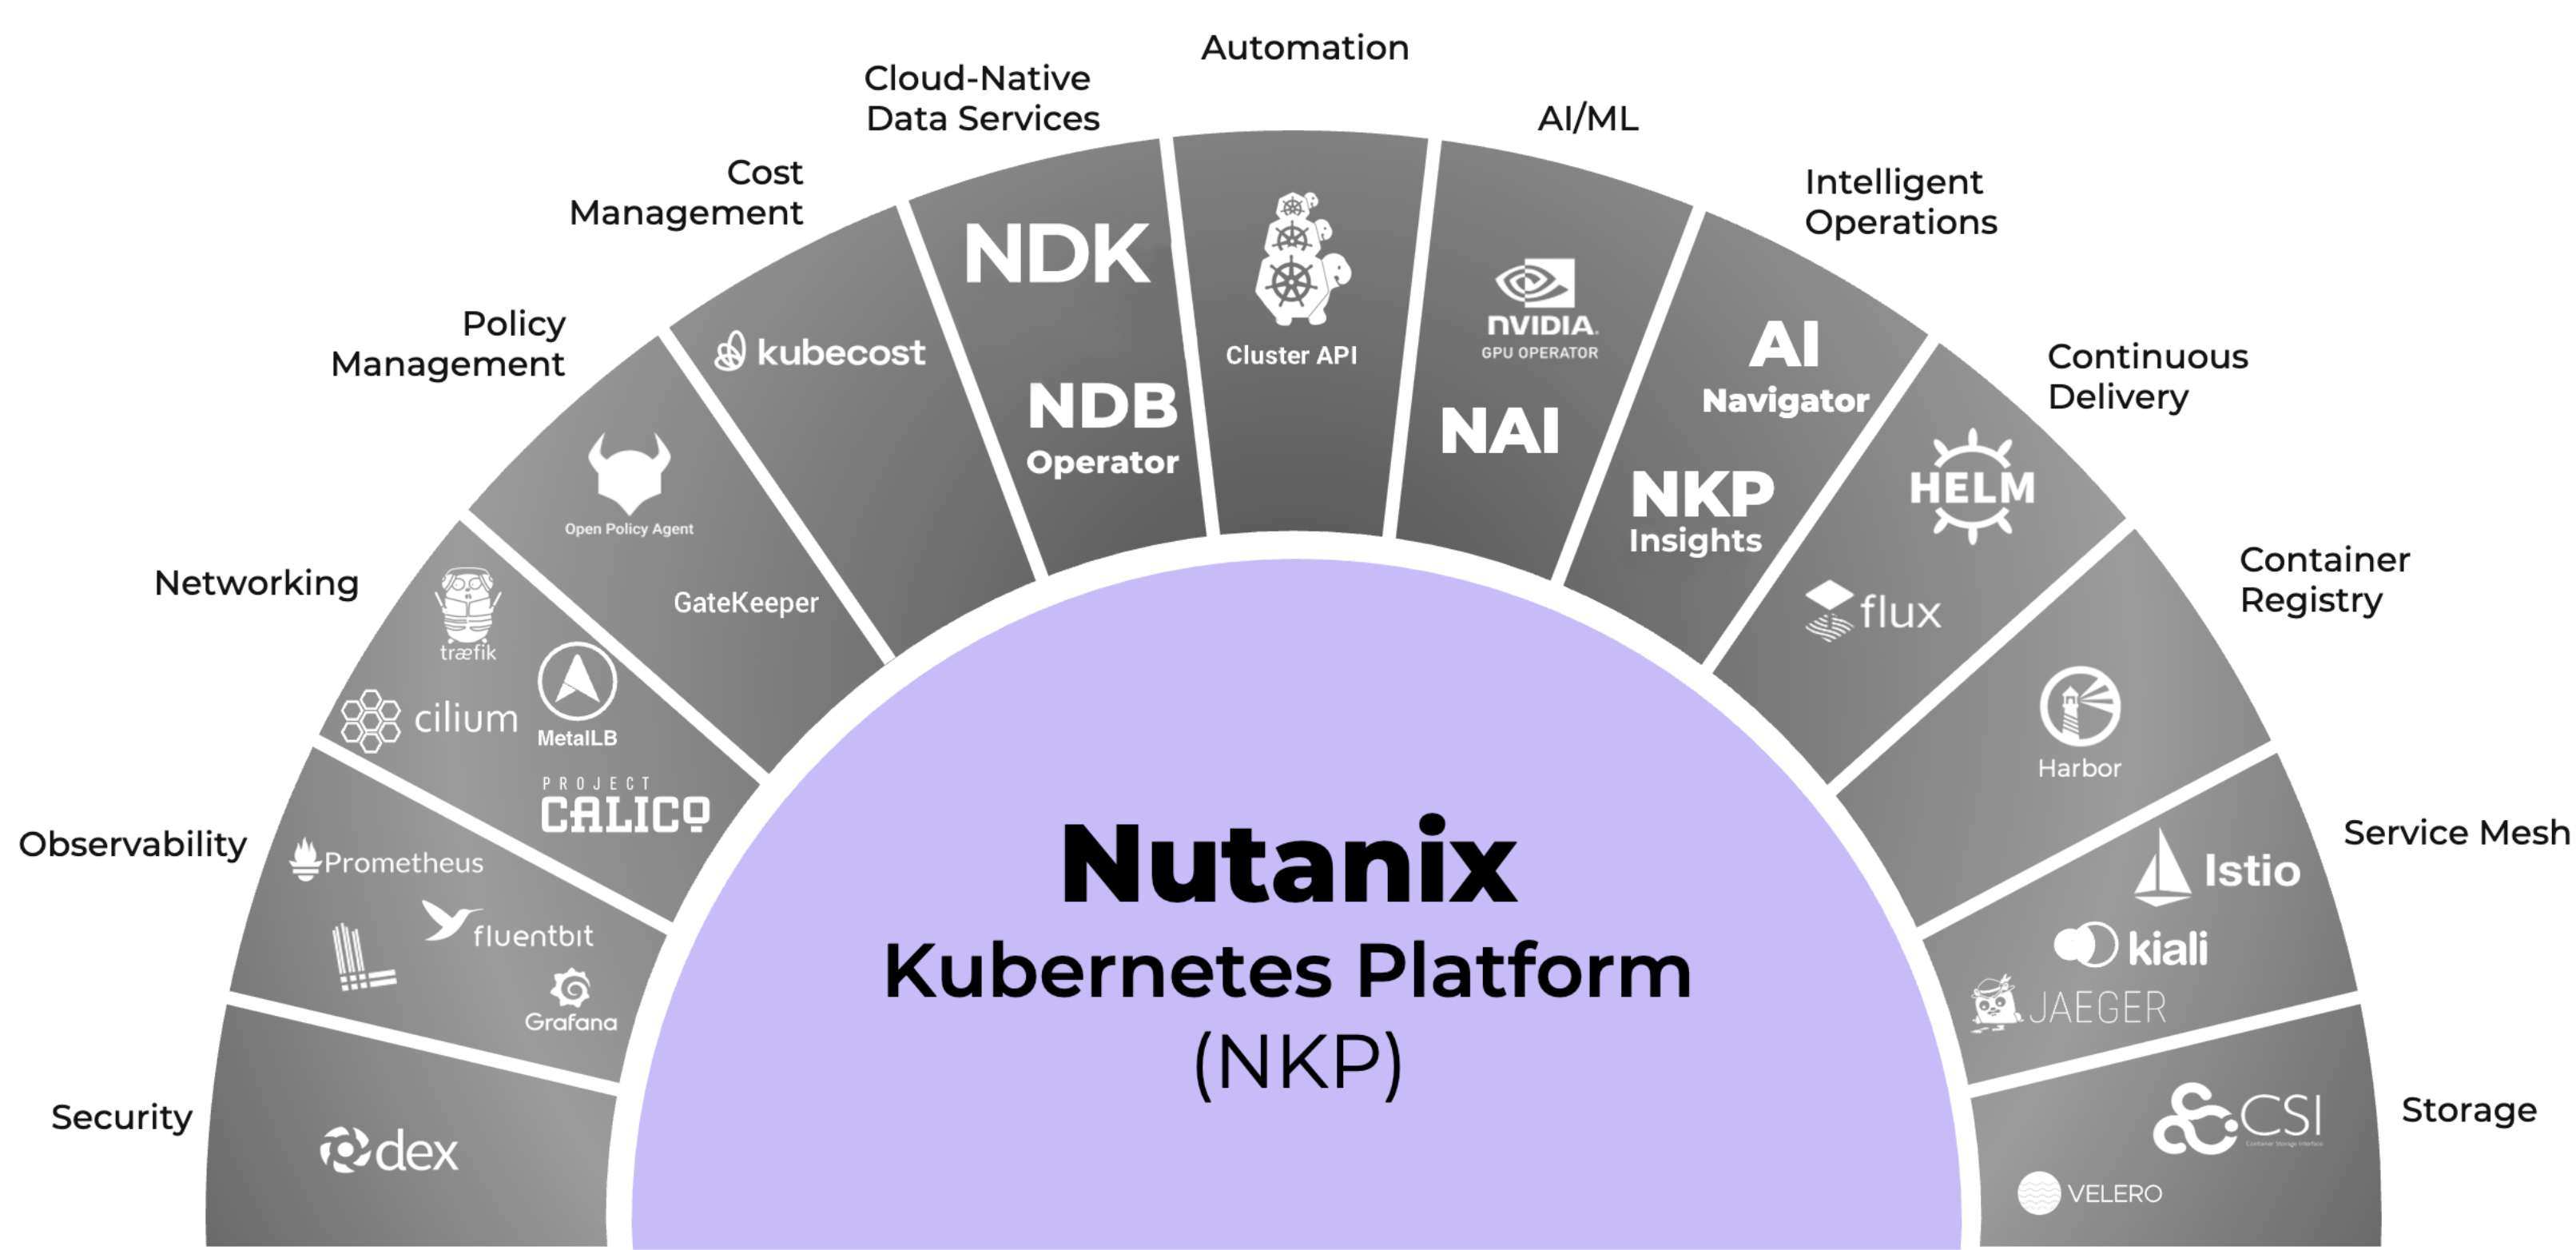 Automation
Cloud-Native
Data Services
AI/ML
Cost
Management
Intelligent
Operations
Policy
Management
Continuous
Delivery
Networking
Container
Registry
Observability
Service Mesh
Security
Storage
dex
Prometheus
fluentbit
Grafana
træfik
cilium
MetalLB
PROJECT
CALICO
Open Policy Agent
GateKeeper
kubecost
NDK
NDB
Operator
Cluster API
NVIDIA.
GPU OPERATOR
NAI
AI
Navigator
NKP
Insights
HELM
flux
Harbor
Istio
kiali
JAEGER
CSI
Container Storage Interface
VELERO
Nutanix
Kubernetes Platform
(NKP)